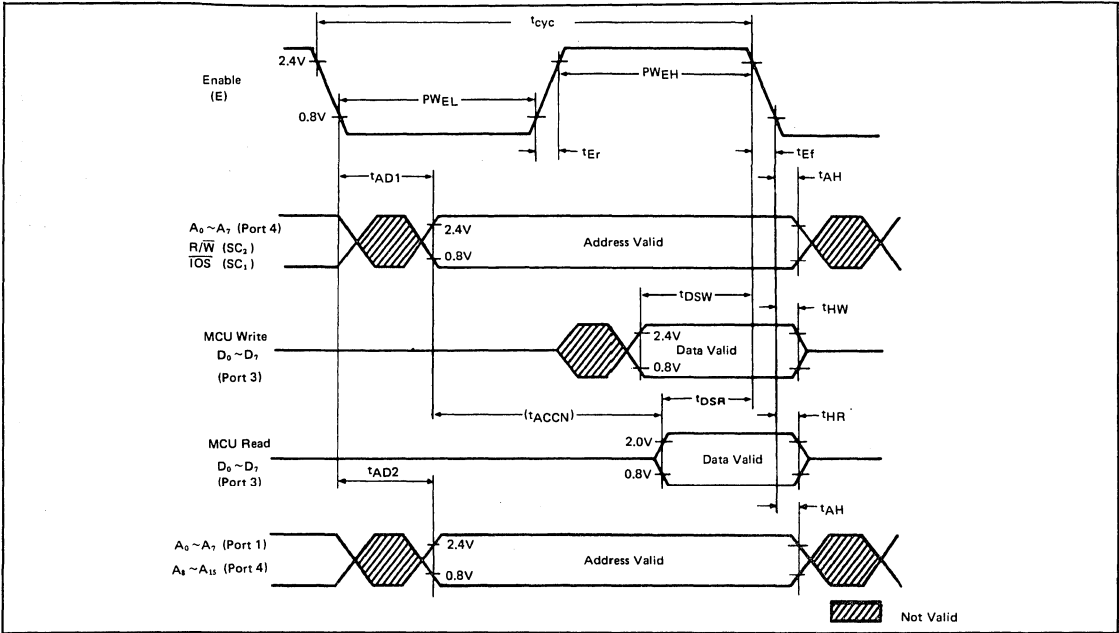 tcyc
2.4V
Enable
(E)
PWEH
PWEL
0.8V
tEr
tEf
tAD1
tAH
A₀~A₇ (Port 4)
R/W̅ (SC₂)
I̅O̅S̅ (SC₁)
2.4V
0.8V
Address Valid
tDSW
tHW
MCU Write
D₀~D₇
(Port 3)
2.4V
Data Valid
0.8V
(tACCN)
tDSR
tHR
MCU Read
D₀~D₇
(Port 3)
2.0V
Data Valid
0.8V
tAD2
tAH
A₀~A₇ (Port 1)
A₈~A₁₅ (Port 4)
2.4V
0.8V
Address Valid
Not Valid